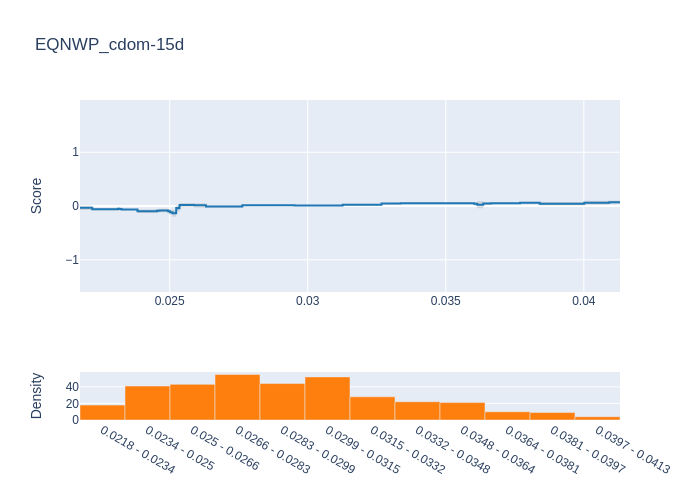 EQNWP_cdom-15d
Score
1
0
−1
0.025
0.03
0.035
0.04
Density
40
20
0
0.0218 - 0.0234
0.0234 - 0.025
0.025 - 0.0266
0.0266 - 0.0283
0.0283 - 0.0299
0.0299 - 0.0315
0.0315 - 0.0332
0.0332 - 0.0348
0.0348 - 0.0364
0.0364 - 0.0381
0.0381 - 0.0397
0.0397 - 0.0413